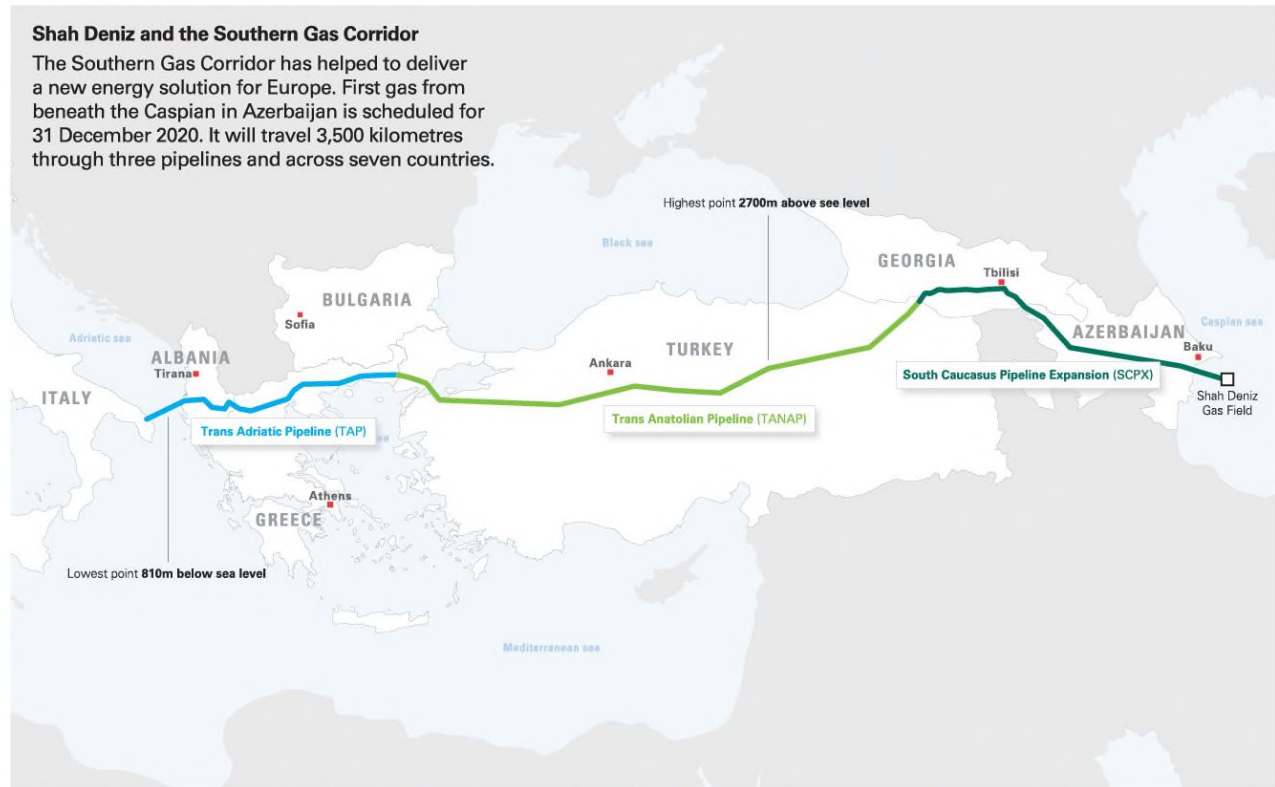 Shah Deniz and the Southern Gas Corridor
The Southern Gas Corridor has helped to deliver
a new energy solution for Europe. First gas from
beneath the Caspian in Azerbaijan is scheduled for
31 December 2020. It will travel 3,500 kilometres
through three pipelines and across seven countries.
Highest point 2700m above see level
Black sea
GEORGIA
Tbilisi
BULGARIA
Sofia
Caspian sea
AZERBAIJAN
Baku
Adriatic sea
ALBANIA
Tirana
TURKEY
Ankara
ITALY
South Caucasus Pipeline Expansion (SCPX)
Shah Deniz
Gas Field
Trans Anatolian Pipeline (TANAP)
Trans Adriatic Pipeline (TAP)
Athens
GREECE
Lowest point 810m below sea level
Mediterranean sea